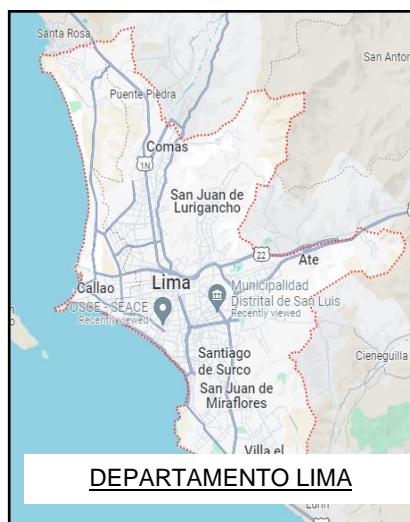 Santa Rosa
San Anton
Puente Piedra
Comas
1N
San Juan de
Lurigancho
22
Ate
Callao
Lima
Municipalidad
Distrital de San Luis
Recently viewed
OSCE - SEACE
Recently viewed
Cieneguilla
Santiago
de Surco
San Juan de
Miraflores
Villa el
DEPARTAMENTO LIMA
Lurin